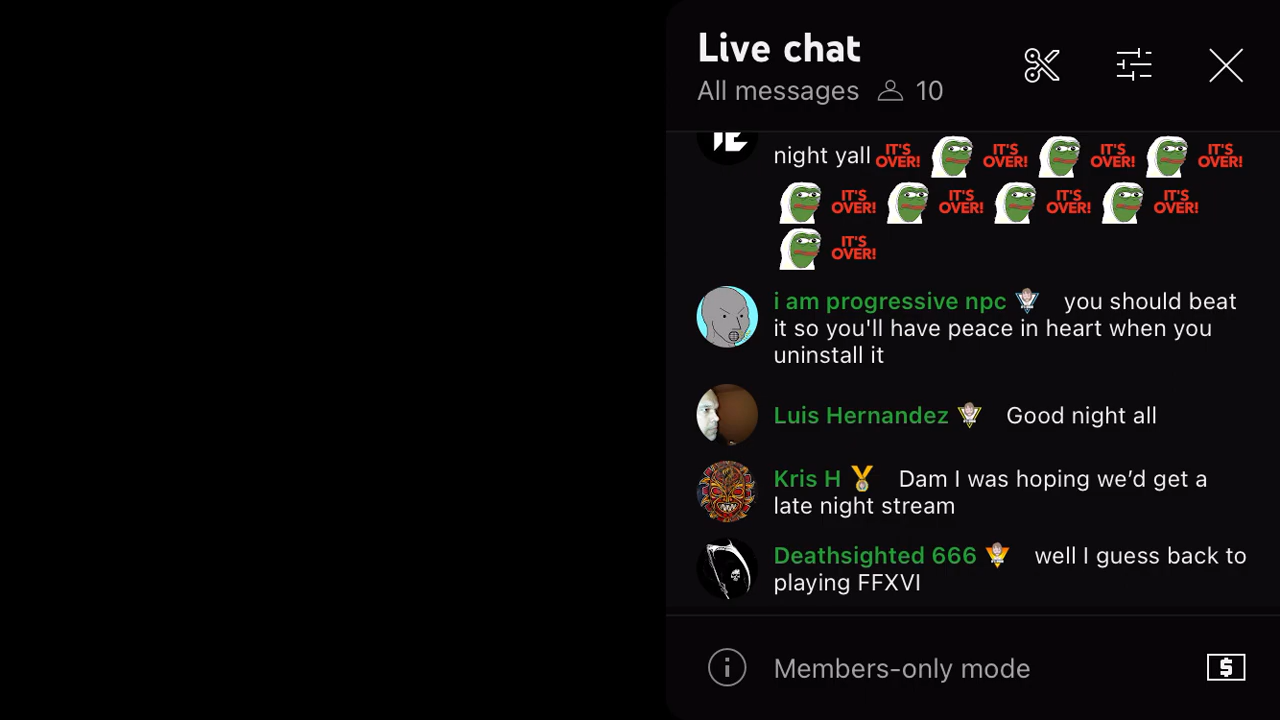 Live chat
All messages 10
night yall IT'S OVER! IT'S OVER! IT'S OVER! IT'S OVER!
IT'S OVER! IT'S OVER! IT'S OVER! IT'S OVER!
IT'S OVER!
i am progressive npc you should beat
it so you'll have peace in heart when you
uninstall it
Luis Hernandez Good night all
Kris H Dam I was hoping we’d get a
late night stream
Deathsighted 666 well I guess back to
playing FFXVI
Members-only mode $